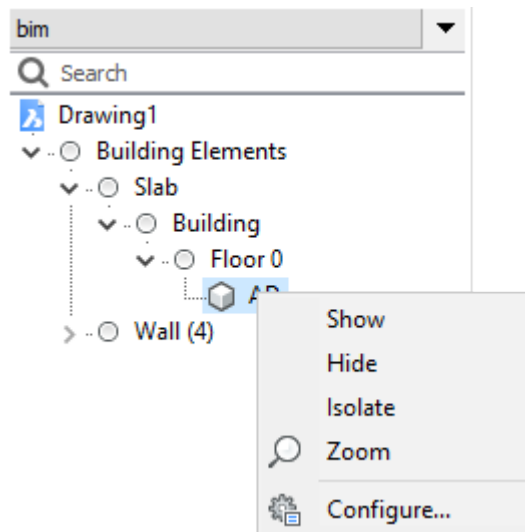 bim
Search
Drawing1
Building Elements
Slab
Building
Floor 0
Wall (4)
Show
Hide
Isolate
Zoom
Configure...